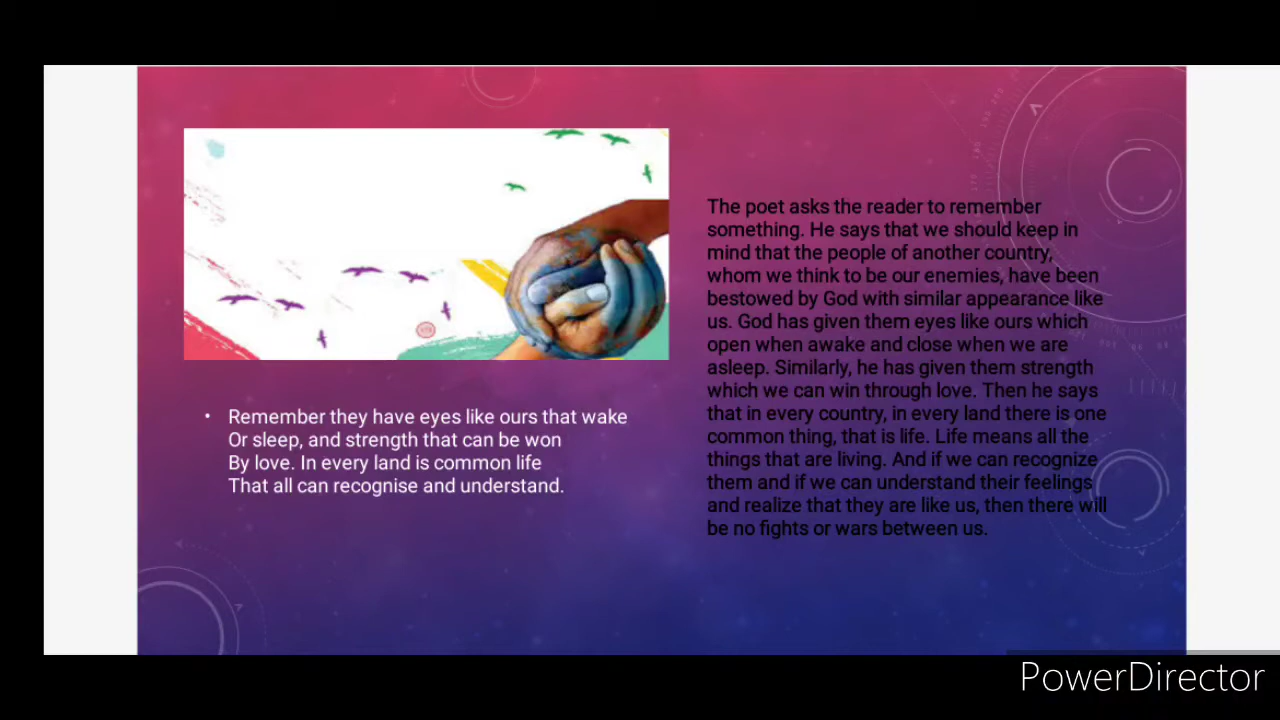 Remember they have eyes like ours that wake
Or sleep, and strength that can be won
By love. In every land is common life
That all can recognise and understand.
The poet asks the reader to remember
something. He says that we should keep in
mind that the people of another country,
whom we think to be our enemies, have been
bestowed by God with similar appearance like
us. God has given them eyes like ours which
open when awake and close when we are
asleep. Similarly, he has given them strength
which we can win through love. Then he says
that in every country, in every land there is one
common thing, that is life. Life means all the
things that are living. And if we can recognize
them and if we can understand their feelings
and realize that they are like us, then there will
be no fights or wars between us.
PowerDirector